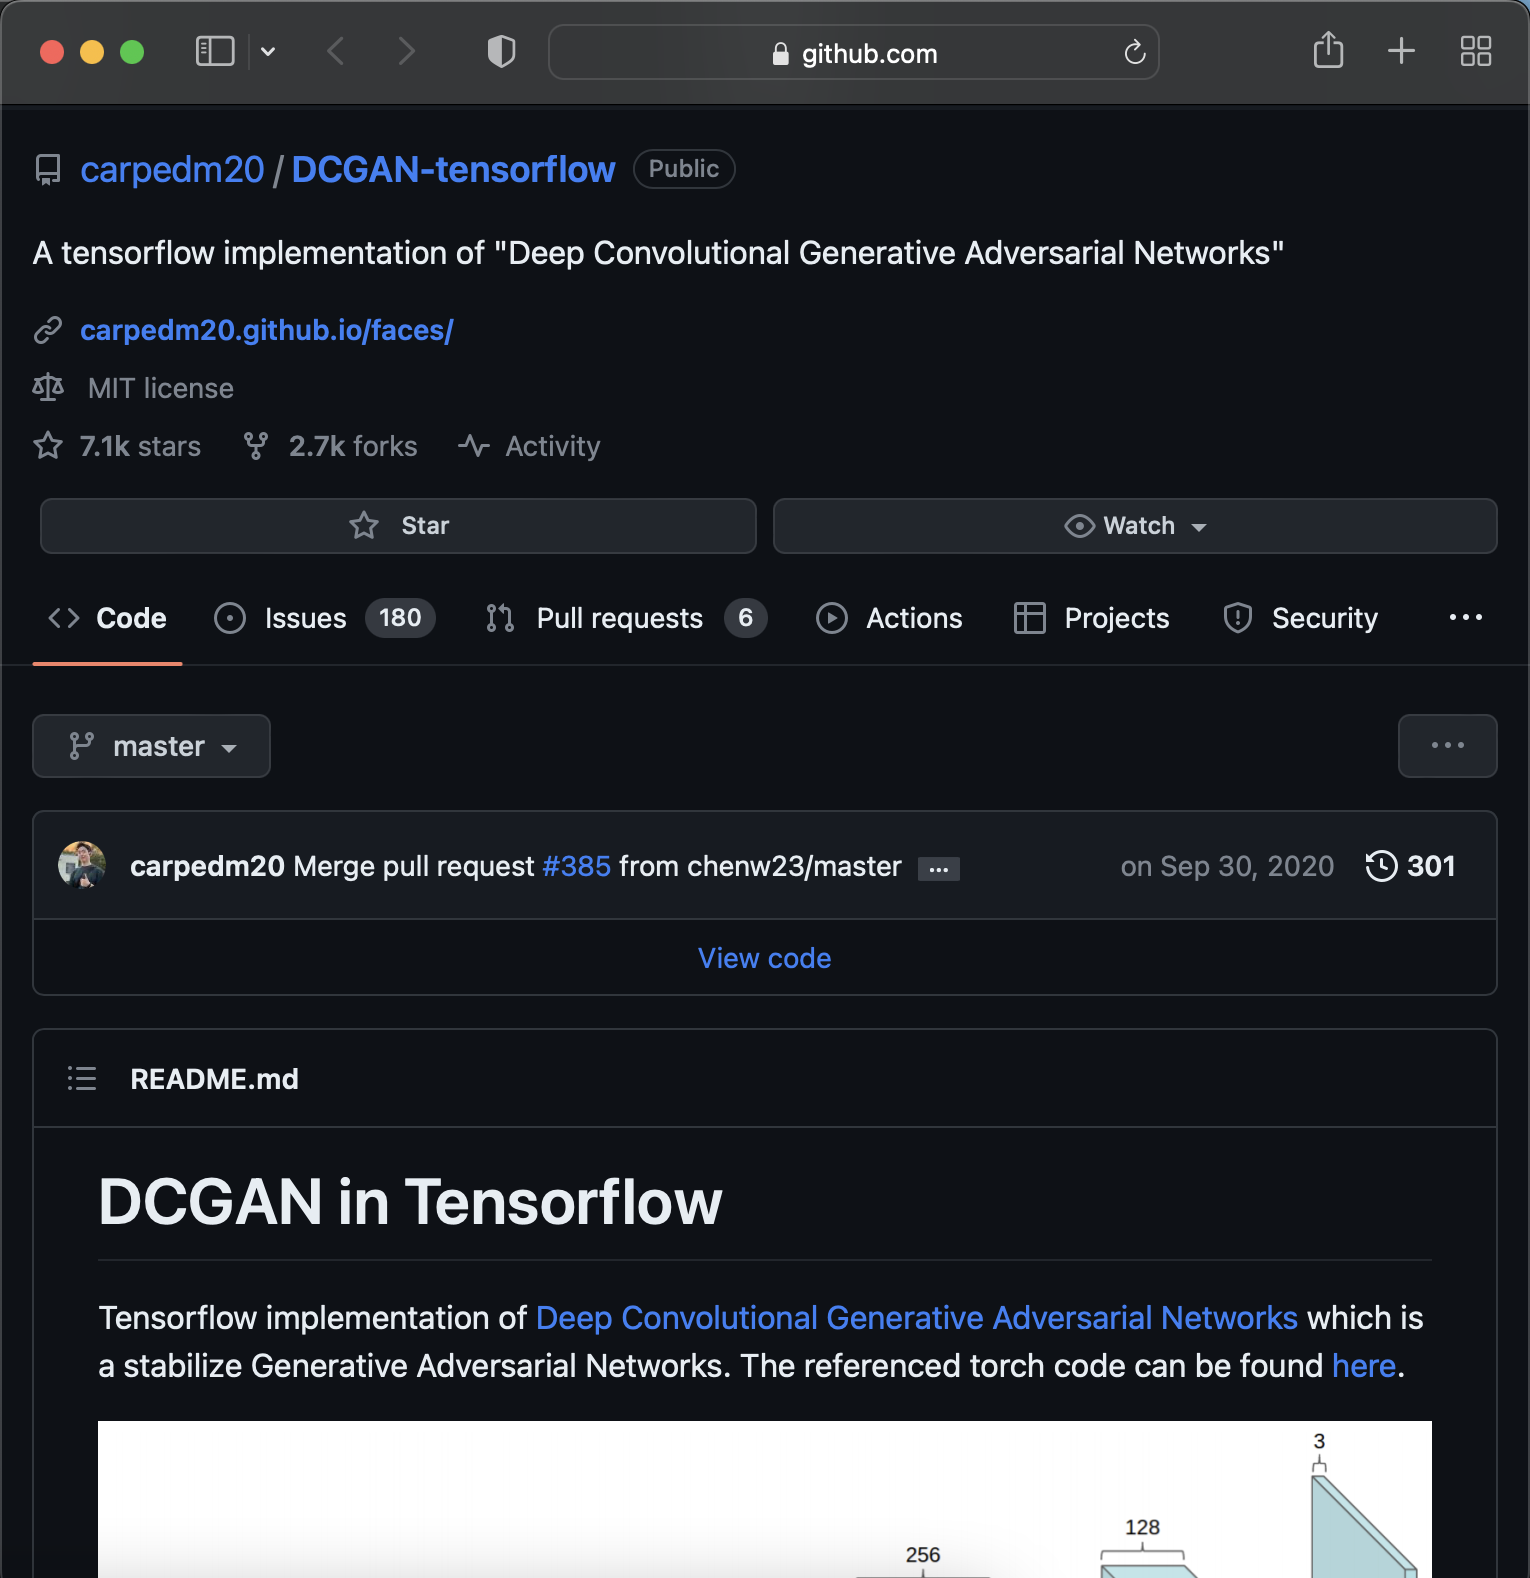 github.com
carpedm20 / DCGAN-tensorflow Public
A tensorflow implementation of "Deep Convolutional Generative Adversarial Networks"
carpedm20.github.io/faces/
MIT license
7.1k stars 2.7k forks Activity
Star Watch
Code Issues 180 Pull requests 6 Actions Projects Security ...
master ...
carpedm20 Merge pull request #385 from chenw23/master ... on Sep 30, 2020 301
View code
README.md
DCGAN in Tensorflow
Tensorflow implementation of Deep Convolutional Generative Adversarial Networks which is
a stabilize Generative Adversarial Networks. The referenced torch code can be found here.
3
128
256